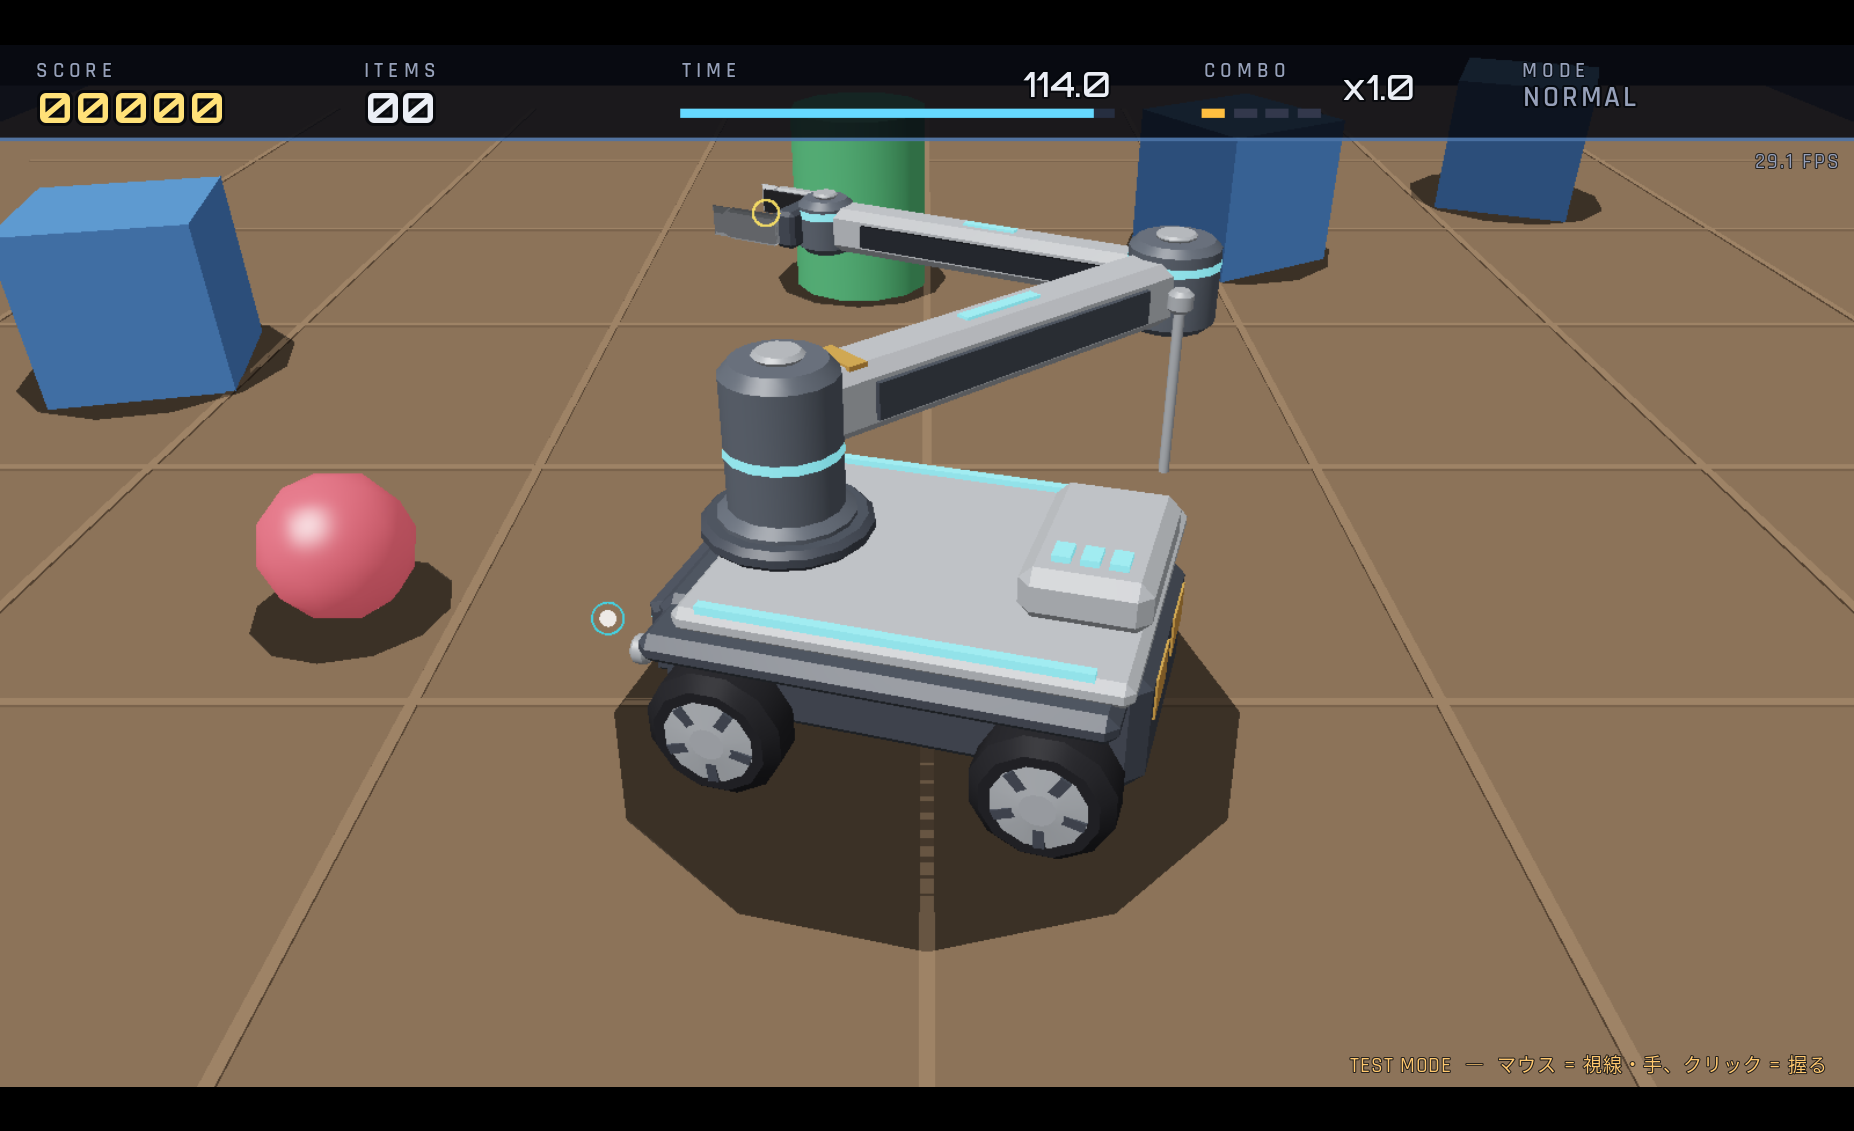 SCORE
00000
ITEMS
00
TIME
114.0
COMBO
x1.0
MODE
NORMAL
29.1 FPS
TEST MODE — マウス = 視線・手、クリック = 握る